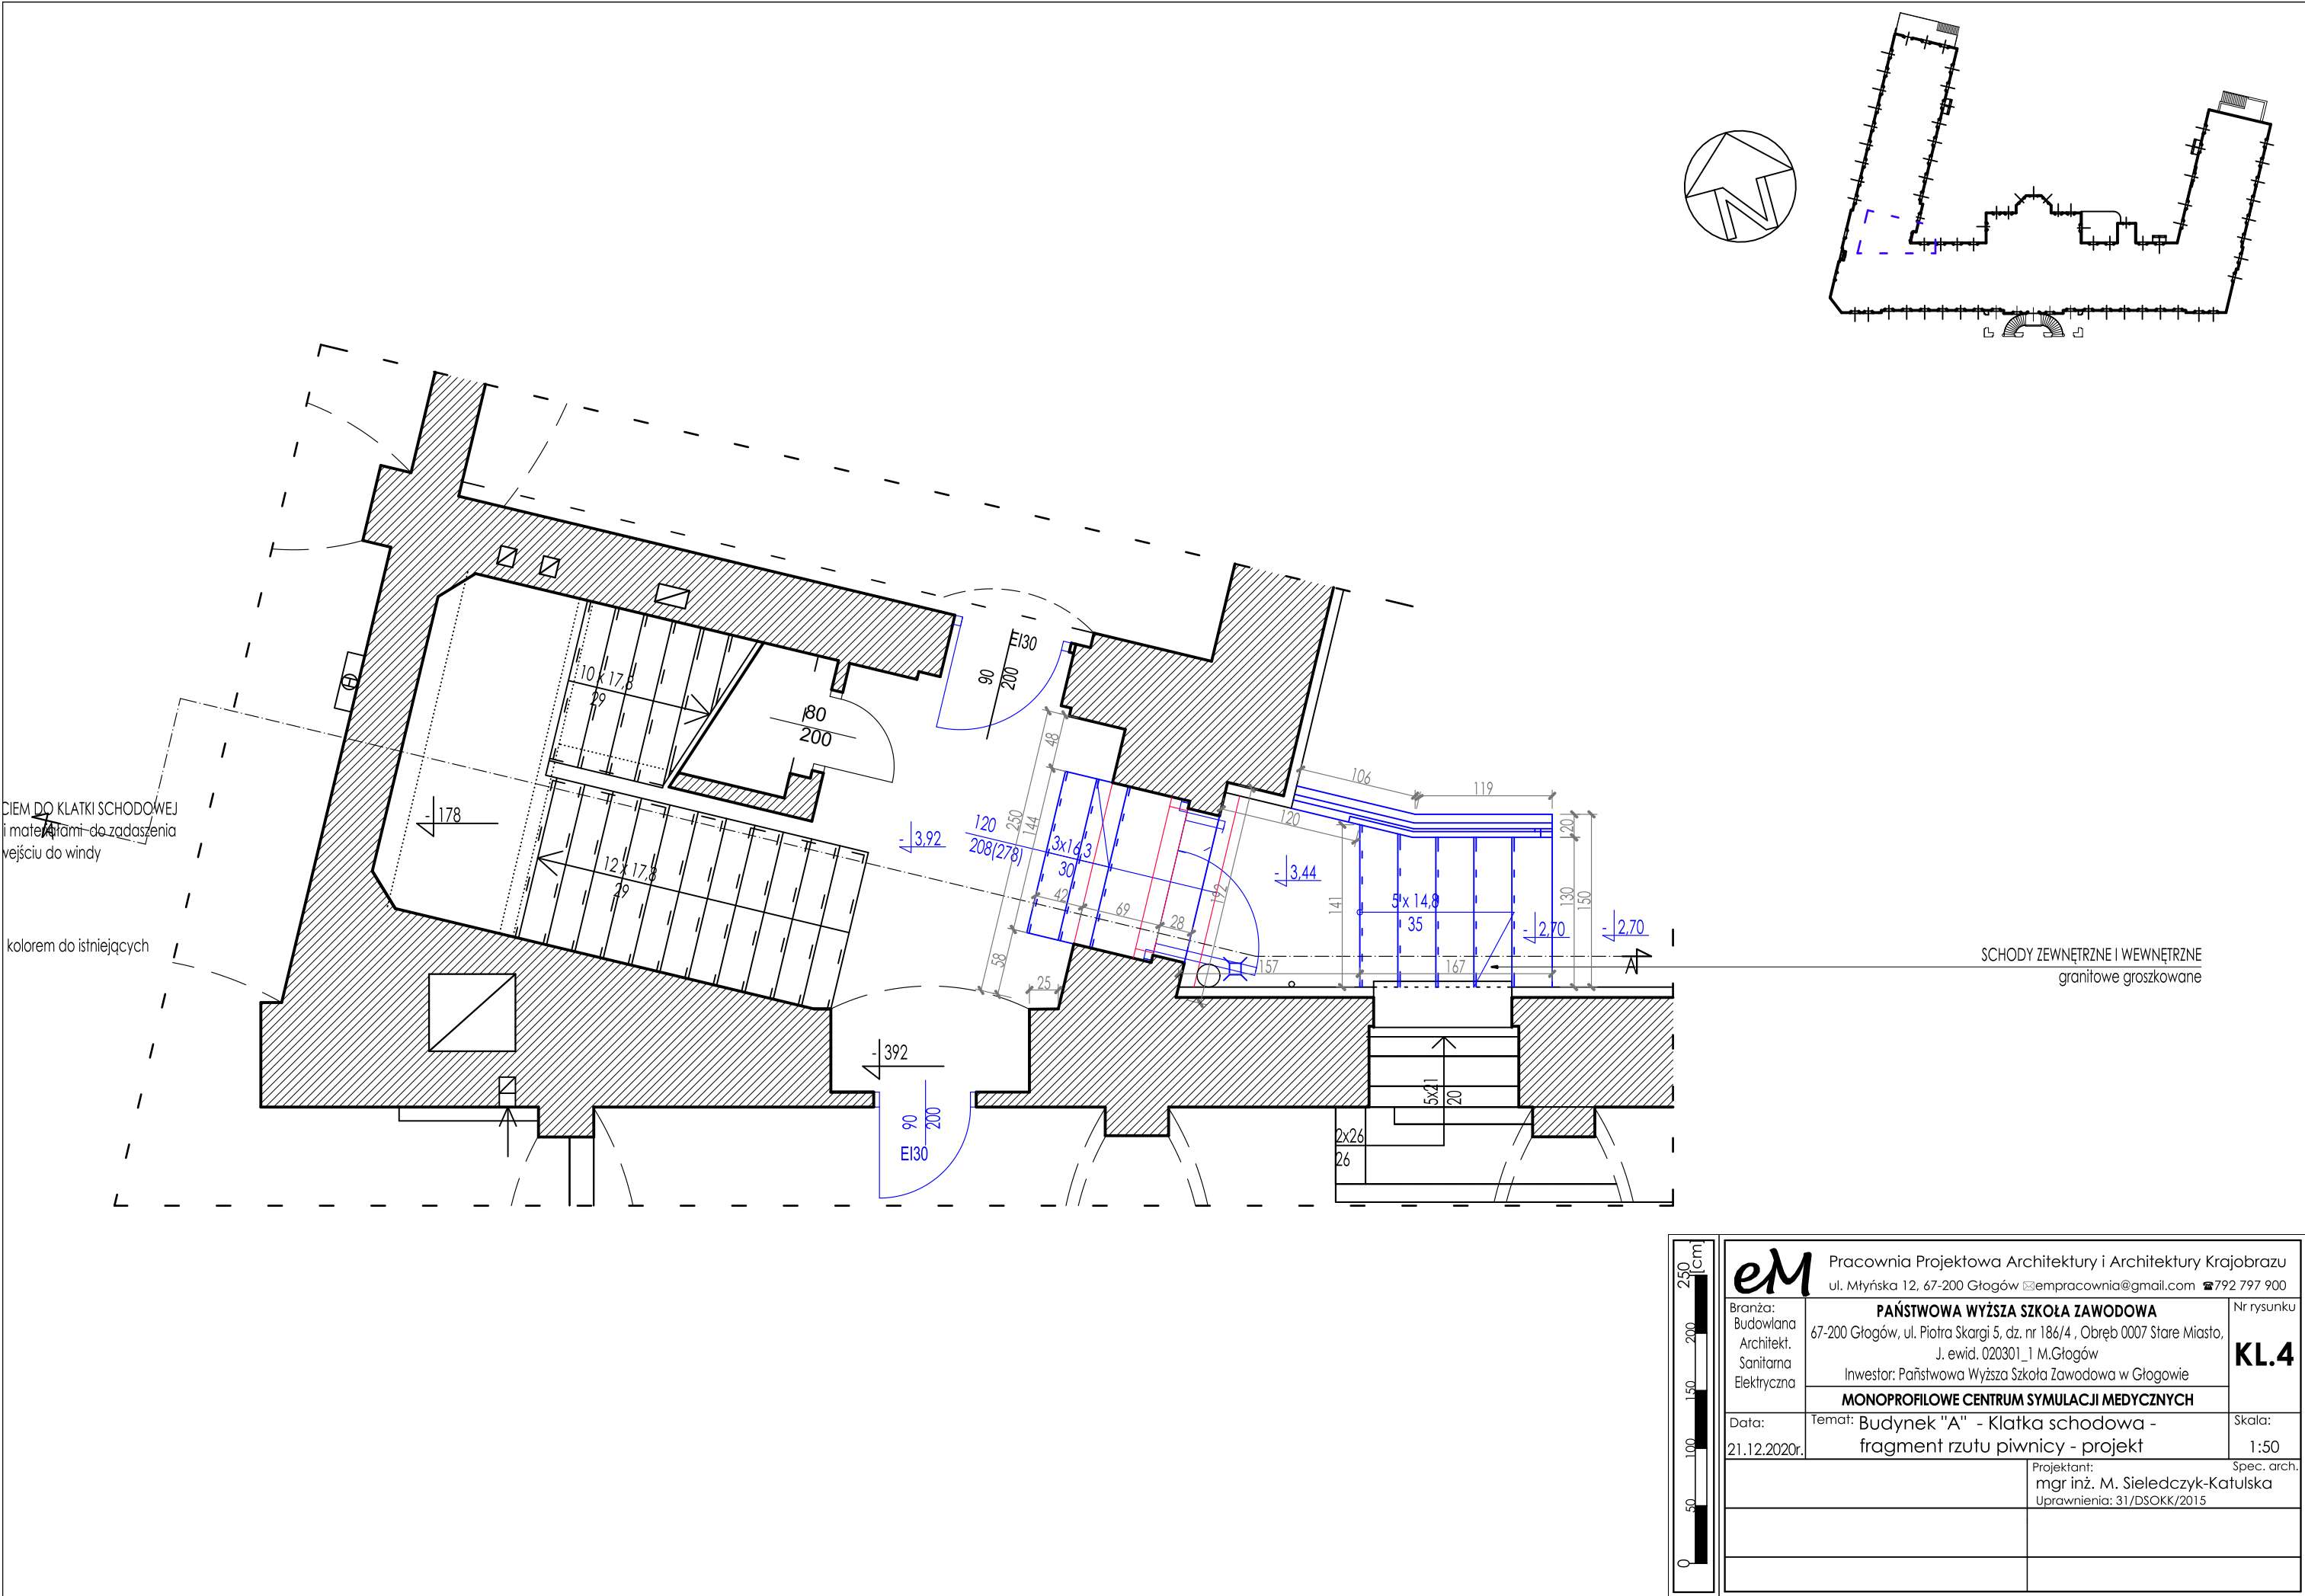 N
10 x 17,8
29
EI30
90
200
80
200
CIEM DO KLATKI SCHODOWEJ
i materiałami do zadaszenia
wejściu do windy
A
- 178
12 x 17,8
29
- 3,92
120
208(278)
3x16,3
30
48
250
144
58
42
69
28
25
192
106
119
120
20
130
150
141
- 3,44
5 x 14,8
35
- 2,70
- 2,70
157
167
A
kolorem do istniejących
SCHODY ZEWNĘTRZNE I WEWNĘTRZNE
granitowe groszkowane
- 392
90
200
EI30
5x21
20
2x26
26
250 [cm]
200
150
100
50
0
eM
Pracownia Projektowa Architektury i Architektury Krajobrazu
ul. Młyńska 12, 67-200 Głogów ✉empracownia@gmail.com ☎792 797 900
Branża:
Budowlana
Architekt.
Sanitarna
Elektryczna
PAŃSTWOWA WYŻSZA SZKOŁA ZAWODOWA
67-200 Głogów, ul. Piotra Skargi 5, dz. nr 186/4 , Obręb 0007 Stare Miasto,
J. ewid. 020301_1 M.Głogów
Inwestor: Państwowa Wyższa Szkoła Zawodowa w Głogowie
MONOPROFILOWE CENTRUM SYMULACJI MEDYCZNYCH
Nr rysunku
KL.4
Data:
21.12.2020r.
Temat: Budynek "A" - Klatka schodowa -
fragment rzutu piwnicy - projekt
Skala:
1:50
Projektant:
Spec. arch.
mgr inż. M. Sieledczyk-Katulska
Uprawnienia: 31/DSOKK/2015